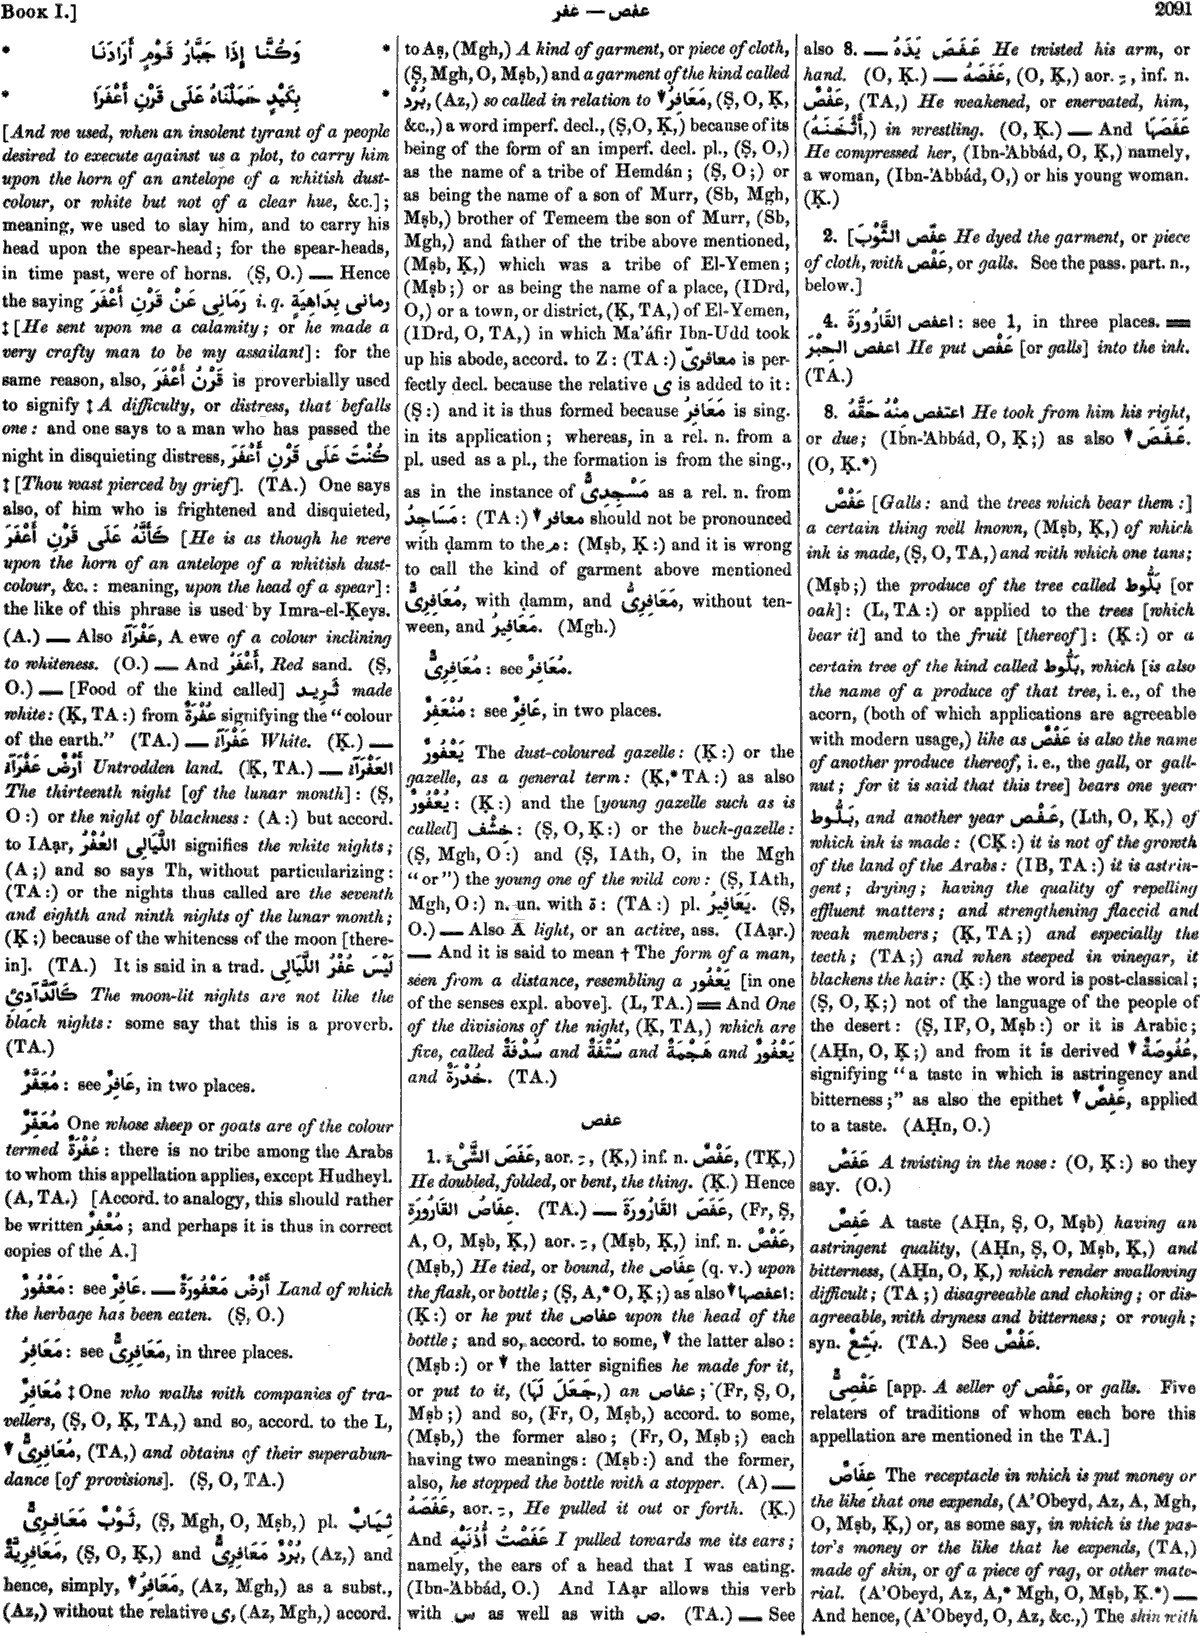 BOOK I.]
عفص — غفر
2091
* وَكُنَّا إِذَا جَبَّارُ قَوْمٍ أَرَادَنَا *
* بِكَيْدٍ حَمَلْنَاهُ عَلَى قَرْنِ أَعْفَرَا *
[And we used, when an insolent tyrant of a people
desired to execute against us a plot, to carry him
upon the horn of an antelope of a whitish dust-
colour, or white but not of a clear hue, &c.];
meaning, we used to slay him, and to carry his
head upon the spear-head; for the spear-heads,
in time past, were of horns. (Ṣ, O.) — Hence
the saying رَمَانِى عَنْ قَرْنِ أَعْفَرَ i. q. رمانى بِدَاهِيَةٍ
‡ [He sent upon me a calamity; or he made a
very crafty man to be my assailant]: for the
same reason, also, قَرْنُ أَعْفَرَ is proverbially used
to signify ‡ A difficulty, or distress, that befalls
one: and one says to a man who has passed the
night in disquieting distress, كُنْتَ عَلَى قَرْنِ أَعْفَرَ
‡ [Thou wast pierced by grief]. (TA.) One says
also, of him who is frightened and disquieted,
كَأَنَّهُ عَلَى قَرْنِ أَعْفَرَ [He is as though he were
upon the horn of an antelope of a whitish dust-
colour, &c.: meaning, upon the head of a spear]:
the like of this phrase is used by Imra-el-Ḳeys.
(A.) — Also عَفْرَآءُ, A ewe of a colour inclining
to whiteness. (O.) — And أَعْفَرُ, Red sand. (Ṣ,
O.) — [Food of the kind called] ثَرِيد made
white: (Ḳ, TA:) from عُفْرَةٌ signifying the "colour
of the earth." (TA.) — عَفْرَآءُ White. (Ḳ.) —
أَرْضٌ عَفْرَآءُ Untrodden land. (Ḳ, TA.) — العَفْرَآءُ
The thirteenth night [of the lunar month]: (Ṣ,
O:) or the night of blackness: (A:) but accord.
to IAạr, اللَّيَالِى العُفْرُ signifies the white nights;
(A;) and so says Th, without particularizing:
(TA:) or the nights thus called are the seventh
and eighth and ninth nights of the lunar month;
(Ḳ;) because of the whiteness of the moon [there-
in]. (TA.) It is said in a trad. لَيْسَ عُفْرُ اللَّيَالِى
كَالدَّآدِئِ The moon-lit nights are not like the
black nights: some say that this is a proverb.
(TA.)
مُعَفَّرٌ: see عَافِرٌ, in two places.
مُعَفِّرٌ One whose sheep or goats are of the colour
termed عُفْرَةٌ: there is no tribe among the Arabs
to whom this appellation applies, except Hudheyl.
(A, TA.) [Accord. to analogy, this should rather
be written مُعْفِرٌ; and perhaps it is thus in correct
copies of the A.]
مَعْفُورٌ: see عَافِرٌ. — أَرْضٌ مَعْفُورَةٌ Land of which
the herbage has been eaten. (Ṣ, O.)
مَعَافِرُ: see مَعَافِرِىٌّ, in three places.
مُعَافِرٌ ‡ One who walks with companies of tra-
vellers, (Ṣ, O, Ḳ, TA,) and so, accord. to the L,
▼ مَعَافِرِىٌّ, (TA,) and obtains of their superabun-
dance [of provisions]. (Ṣ, O, TA.)
ثَوْبٌ مَعَافِرِىٌّ, (Ṣ, Mgh, O, Mṣb,) pl. ثِيَابٌ
مَعَافِرِيَّةٌ, (Ṣ, O, Ḳ,) and بُرْدٌ مَعَافِرِىٌّ, (Az,) and
hence, simply, ▼ مَعَافِرُ, (Az, Mgh,) as a subst.,
(Az,) without the relative ى, (Az, Mgh,) accord.
to Aṣ, (Mgh,) A kind of garment, or piece of cloth,
(Ṣ, Mgh, O, Mṣb,) and a garment of the kind called
بُرْد, (Az,) so called in relation to ▼ مَعَافِرُ, (Ṣ, O, Ḳ,
&c.,) a word imperf. decl., (Ṣ,O, Ḳ,) because of its
being of the form of an imperf. decl. pl., (Ṣ, O,)
as the name of a tribe of Hemdán; (Ṣ, O;) or
as being the name of a son of Murr, (Sb, Mgh,
Mṣb,) brother of Temeem the son of Murr, (Sb,
Mgh,) and father of the tribe above mentioned,
(Mṣb, Ḳ,) which was a tribe of El-Yemen;
(Mṣb;) or as being the name of a place, (IDrd,
O,) or a town, or district, (Ḳ, TA,) of El-Yemen,
(IDrd, O, TA,) in which Ma'áfir Ibn-Udd took
up his abode, accord. to Z: (TA:) معافرىّ is per-
fectly decl. because the relative ى is added to it:
(Ṣ:) and it is thus formed because مَعَافِرُ is sing.
in its application; whereas, in a rel. n. from a
pl. used as a pl., the formation is from the sing.,
as in the instance of مَسْجِدِىٌّ as a rel. n. from
مَسَاجِدُ: (TA:) ▼ معافر should not be pronounced
with ḍamm to the م: (Mṣb, Ḳ:) and it is wrong
to call the kind of garment above mentioned
مُعَافِرِىٌّ, with ḍamm, and مَعَافِرِىُّ, without ten-
ween, and مَعَافِيرُ. (Mgh.)
مُعَافِرِىٌّ: see مُعَافِرٌ.
مُنْعَفِرٌ: see عَافِرٌ, in two places.
يَعْفُورٌ The dust-coloured gazelle: (Ḳ:) or the
gazelle, as a general term: (Ḳ,* TA:) as also
يُعْفُورٌ: (Ḳ:) and the [young gazelle such as is
called] خِشْف: (Ṣ, O, Ḳ:) or the buck-gazelle:
(Ṣ, Mgh, O:) and (Ṣ, IAth, O, in the Mgh
"or") the young one of the wild cow: (Ṣ, IAth,
Mgh, O:) n. un. with ة: (TA:) pl. يَعَافِيرُ. (Ṣ,
O.) — Also A light, or an active, ass. (IAạr.)
— And it is said to mean † The form of a man,
seen from a distance, resembling a يَعْفُور [in one
of the senses expl. above]. (L, TA.) ═ And One
of the divisions of the night, (Ḳ, TA,) which are
five, called سُدْفَةٌ and سُتْفَةٌ and هَجْمَةٌ and يَعْفُورٌ
and خُدْرَةٌ. (TA.)
عفص
1. عَفَصَ الشَّىْءَ, aor. ـِ, (Ḳ,) inf. n. عَفْصٌ, (TḲ,)
He doubled, folded, or bent, the thing. (Ḳ.) Hence
عِفَاصُ القَارُورَةِ. (TA.) — عَفَصَ القَارُورَةَ, (Fr, Ṣ,
A, O, Mṣb, Ḳ,) aor. ـِ, (Mṣb, Ḳ,) inf. n. عَفْصٌ,
(Mṣb,) He tied, or bound, the عِفَاص (q. v.) upon
the flash, or bottle; (Ṣ, A,* O, Ḳ;) as also ▼ اعفصها:
(Ḳ:) or he put the عفاص upon the head of the
bottle; and so, accord. to some, ▼ the latter also:
(Mṣb:) or ▼ the latter signifies he made for it,
or put to it, (جَعَلَ لَهَا,) an عفاص; (Fr, Ṣ, O,
Mṣb;) and so, (Fr, O, Mṣb,) accord. to some,
(Mṣb,) the former also; (Fr, O, Mṣb;) each
having two meanings: (Mṣb:) and the former,
also, he stopped the bottle with a stopper. (A) —
عَفَصَهُ, aor. ـِ, He pulled it out or forth. (Ḳ.)
And عَفَصْتُ أُذُنَيْهِ I pulled towards me its ears;
namely, the ears of a head that I was eating.
(Ibn-'Abbád, O.) And IAạr allows this verb
with س as well as with ص. (TA.) — See
also 8. — عَفَصَ يَدَهُ He twisted his arm, or
hand. (O, Ḳ.) — عَفَصَهُ, (O, Ḳ,) aor. ـِ, inf. n.
عَفْصٌ, (TA,) He weakened, or enervated, him,
(أَثْخَنَهُ,) in wrestling. (O, Ḳ.) — And عَفَصَهَا
He compressed her, (Ibn-'Abbád, O, Ḳ,) namely,
a woman, (Ibn-'Abbád, O,) or his young woman.
(Ḳ.)
2. [عفّص الثَّوْبَ He dyed the garment, or piece
of cloth, with عَفْص, or galls. See the pass. part. n.,
below.]
4. اعفص القَارُورَةَ: see 1, in three places. ═
اعفص الحِبْرَ He put عَفْص [or galls] into the ink.
(TA.)
8. اعتفص مِنْهُ حَقَّهُ He took from him his right,
or due; (Ibn-'Abbád, O, Ḳ;) as also ▼ عَفَصَ.
(O, Ḳ.*)
عَفْصٌ [Galls: and the trees which bear them:]
a certain thing well known, (Mṣb, Ḳ,) of which
ink is made, (Ṣ, O, TA,) and with which one tans;
(Mṣb;) the produce of the tree called بَلُّوط [or
oak]: (L, TA:) or applied to the trees [which
bear it] and to the fruit [thereof]: (Ḳ:) or a
certain tree of the kind called بَلُّوط, which [is also
the name of a produce of that tree, i. e., of the
acorn, (both of which applications are agreeable
with modern usage,) like as عَفْصٌ is also the name
of another produce thereof, i. e., the gall, or gall-
nut; for it is said that this tree] bears one year
بَلُّوط, and another year عَفْص, (Lth, O, Ḳ,) of
which ink is made: (CḲ:) it is not of the growth
of the land of the Arabs: (IB, TA:) it is astrin-
gent; drying; having the quality of repelling
effluent matters; and strengthening flaccid and
weak members; (Ḳ, TA;) and especially the
teeth; (TA;) and when steeped in vinegar, it
blackens the hair: (Ḳ:) the word is post-classical;
(Ṣ, O, Ḳ;) not of the language of the people of
the desert: (Ṣ, IF, O, Mṣb:) or it is Arabic;
(AḤn, O, Ḳ;) and from it is derived ▼ عُفُوصَةٌ,
signifying "a taste in which is astringency and
bitterness;" as also the epithet ▼ عَفِصٌ, applied
to a taste. (AḤn, O.)
عَفَصٌ A twisting in the nose: (O, Ḳ:) so they
say. (O.)
عَفِصٌ A taste (AḤn, Ṣ, O, Mṣb) having an
astringent quality, (AḤn, Ṣ, O, Mṣb, Ḳ,) and
bitterness, (AḤn, O, Ḳ,) which render swallowing
difficult; (TA;) disagreeable and choking; or dis-
agreeable, with dryness and bitterness; or rough;
syn. بَشِعٌ. (TA.) See عَفْصٌ.
عَفْصِىٌّ [app. A seller of عَفْص, or galls. Five
relaters of traditions of whom each bore this
appellation are mentioned in the TA.]
عِفَاصٌ The receptacle in which is put money or
the like that one expends, (A'Obeyd, Az, A, Mgh,
O, Mṣb, Ḳ,) or, as some say, in which is the pas-
tor's money or the like that he expends, (TA,)
made of skin, or of a piece of rag, or other mate-
rial. (A'Obeyd, Az, A,* Mgh, O, Mṣb, Ḳ.*) —
And hence, (A'Obeyd, O, Az, &c.,) The skin with